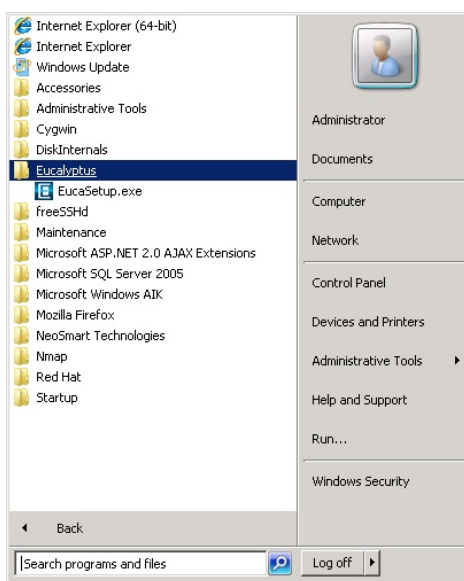 Internet Explorer (64-bit)
Internet Explorer
Windows Update
Accessories
Administrative Tools
Cygwin
DiskInternals
Eucalyptus
EucaSetup.exe
freeSSHd
Maintenance
Microsoft ASP.NET 2.0 AJAX Extensions
Microsoft SQL Server 2005
Microsoft Windows AIK
Mozilla Firefox
NeoSmart Technologies
Nmap
Red Hat
Startup
Back
Search programs and files
Administrator
Documents
Computer
Network
Control Panel
Devices and Printers
Administrative Tools
Help and Support
Run...
Windows Security
Log off